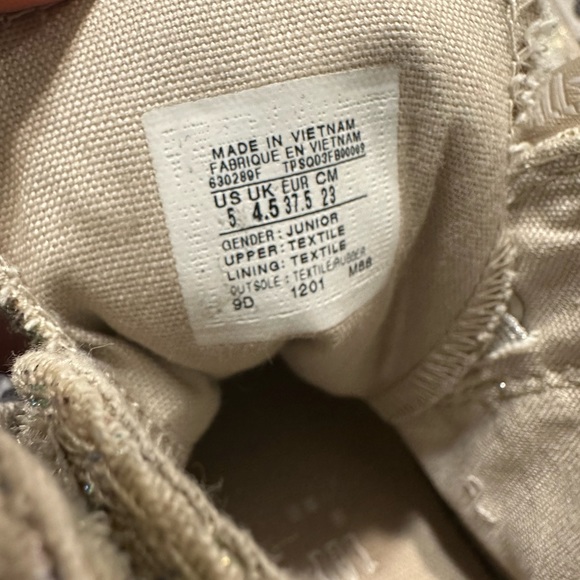 MADE IN VIETNAM
FABRIQUE EN VIETNAM
630289F TPSQ03FB00009
US UK EUR CM
5 4.5 37.5 23
GENDER: JUNIOR
UPPER: TEXTILE
LINING: TEXTILE
OUTSOLE: TEXTILE/RUBBER
9D 1201 M88